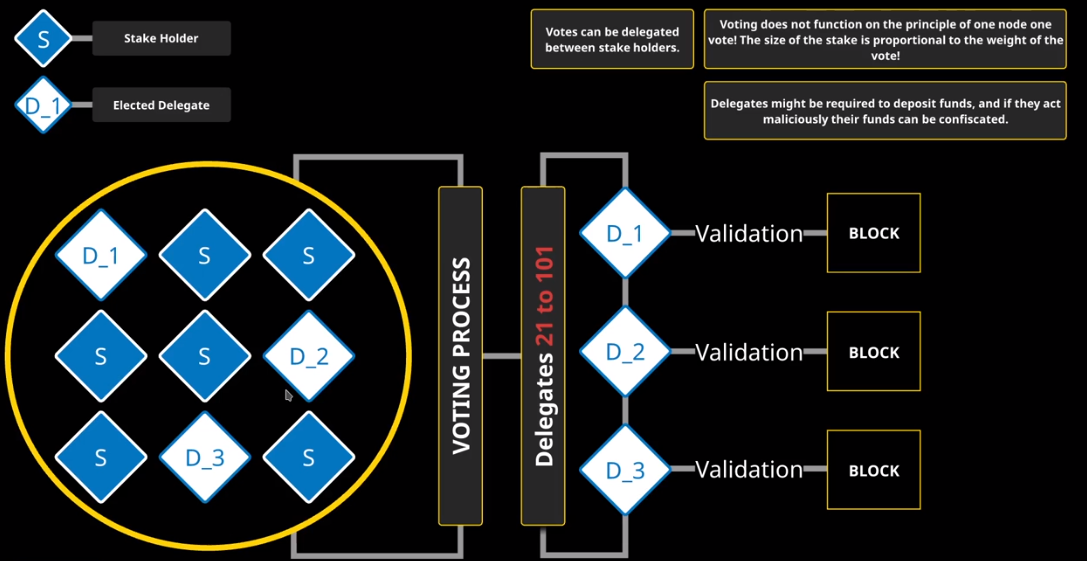 S
Stake Holder
D_1
Elected Delegate
Votes can be delegated
between stake holders.
Voting does not function on the principle of one node one
vote! The size of the stake is proportional to the weight of the
vote!
Delegates might be required to deposit funds, and if they act
maliciously their funds can be confiscated.
D_1
S
S
S
S
D_2
S
D_3
S
VOTING PROCESS
Delegates 21 to 101
D_1
Validation
BLOCK
D_2
Validation
BLOCK
D_3
Validation
BLOCK